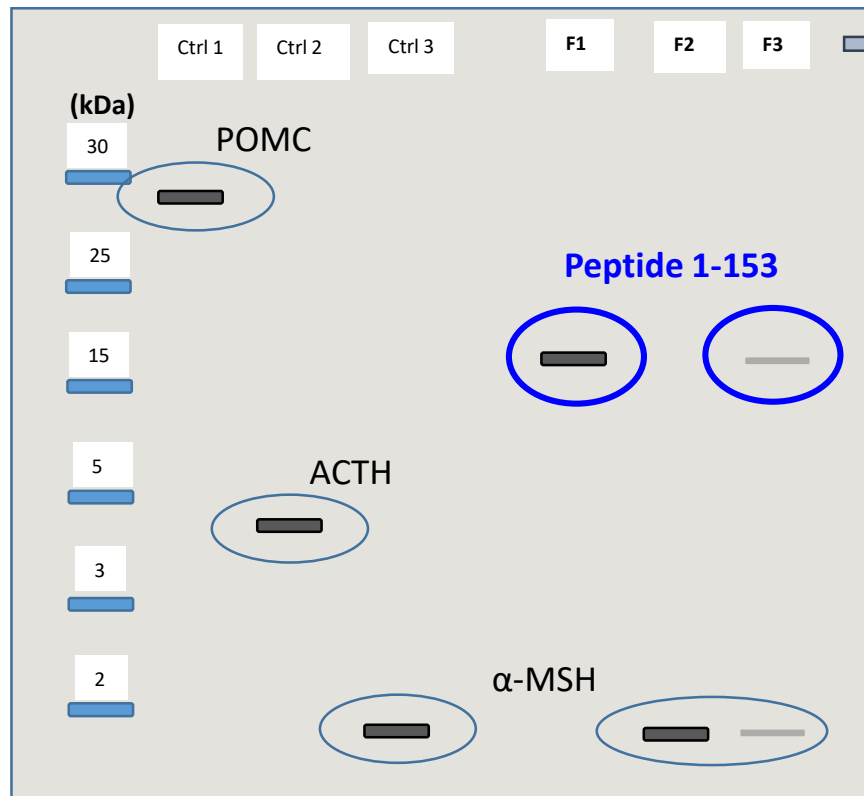 Ctrl 1 Ctrl 2 Ctrl 3 F1 F2 F3
(kDa)
30
POMC
25
Peptide 1-153
15
5
ACTH
3
2
α-MSH